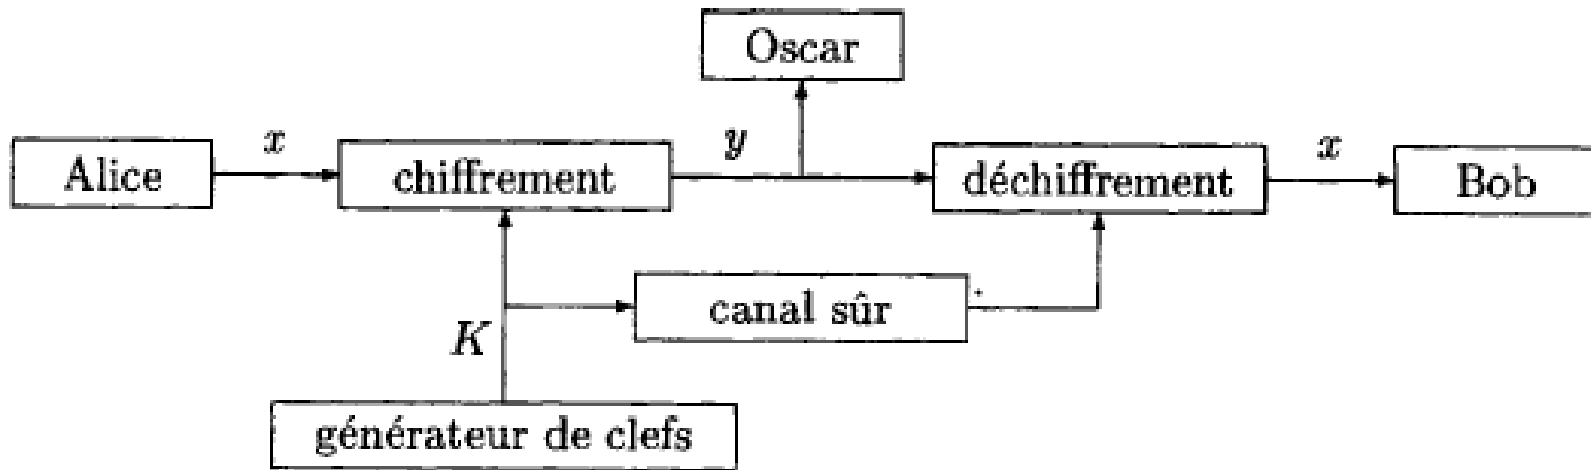 Oscar
x
y
x
Alice
chiffrement
déchiffrement
Bob
canal sûr
K
générateur de clefs